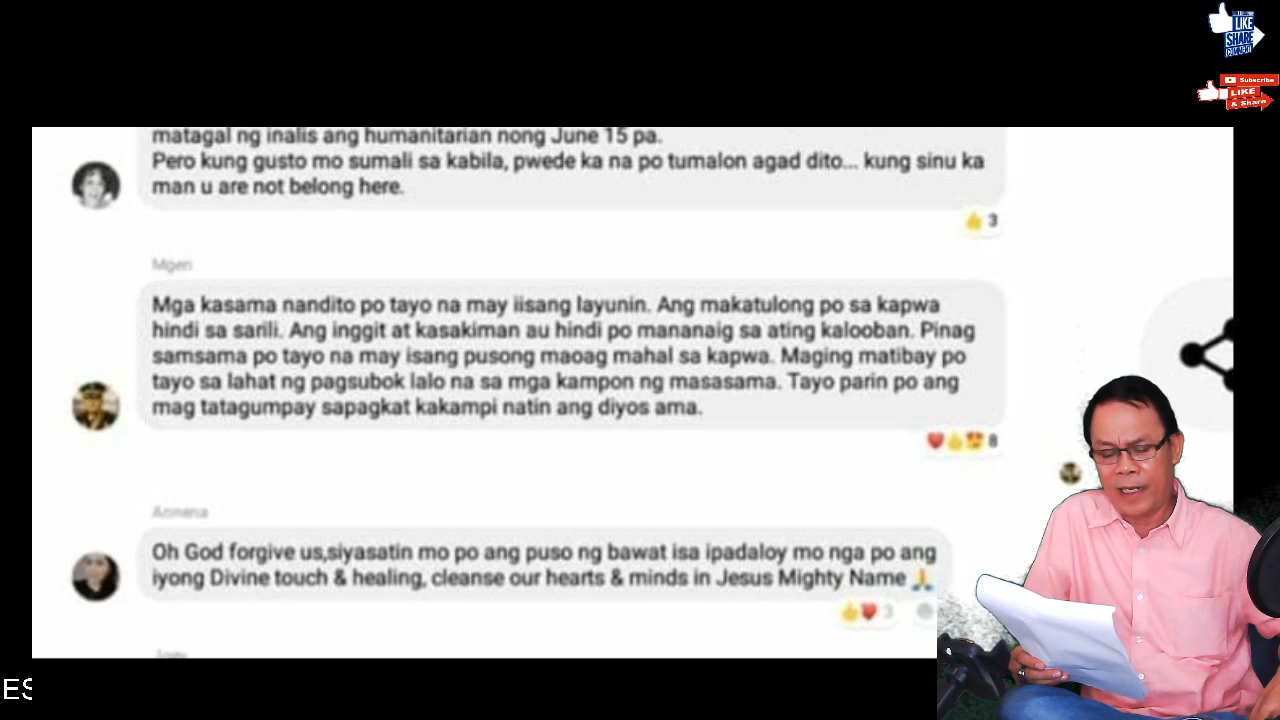 LIKE
SHARE
COMMENT
Subscribe
LIKE
& Share
matagal ng inalis ang humanitarian nong June 15 pa.
Pero kung gusto mo sumali sa kabila, pwede ka na po tumalon agad dito... kung sinu ka
man u are not belong here.
3
Mgen
Mga kasama nandito po tayo na may iisang layunin. Ang makatulong po sa kapwa
hindi sa sarili. Ang inggit at kasakiman au hindi po mananaig sa ating kalooban. Pinag
samsama po tayo na may isang pusong maoag mahal sa kapwa. Maging matibay po
tayo sa lahat ng pagsubok lalo na sa mga kampon ng masasama. Tayo parin po ang
mag tatagumpay sapagkat kakampi natin ang diyos ama.
8
Annena
Oh God forgive us,siyasatin mo po ang puso ng bawat isa ipadaloy mo nga po ang
iyong Divine touch & healing, cleanse our hearts & minds in Jesus Mighty Name 🙏
3
ES